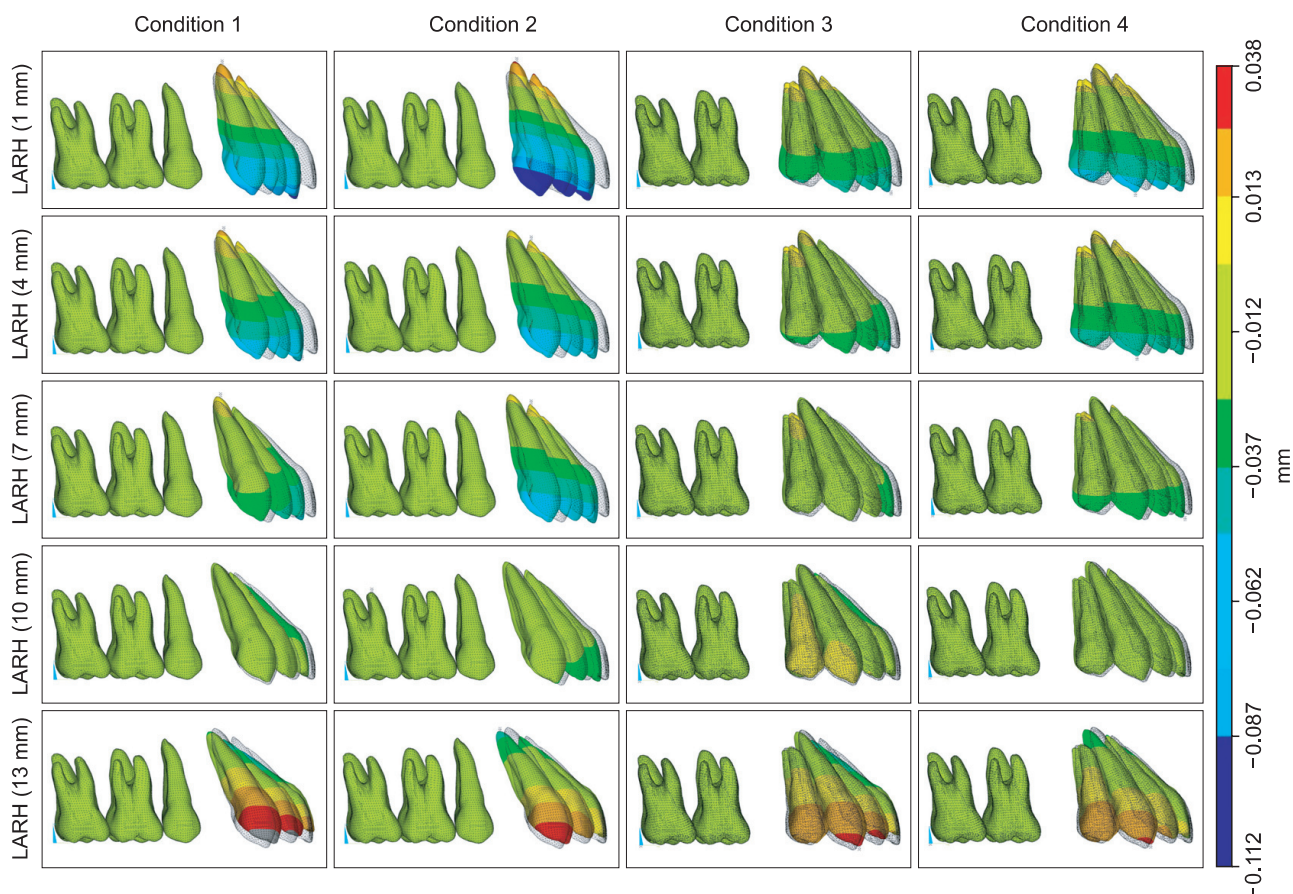 Condition 1
Condition 2
Condition 3
Condition 4
LARH (1 mm)
LARH (4 mm)
LARH (7 mm)
LARH (10 mm)
LARH (13 mm)
0.038
0.013
−0.012
−0.037
−0.062
−0.087
−0.112
mm